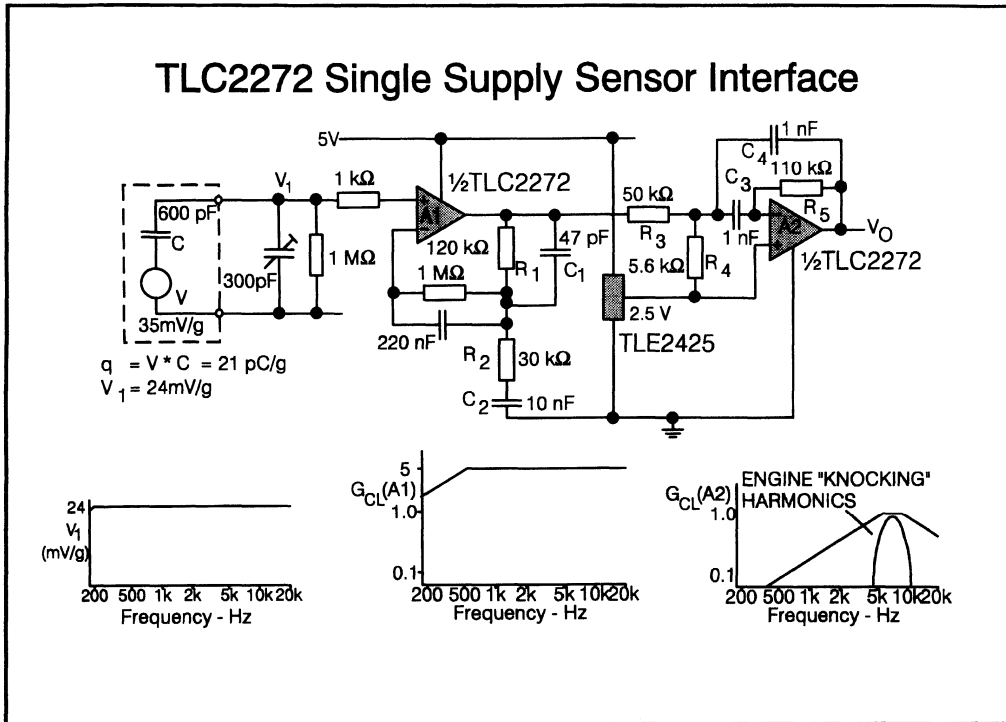 TLC2272 Single Supply Sensor Interface
5V
1 nF
C4
V1
1 kΩ
½TLC2272
C3
110 kΩ
50 kΩ
R5
600 pF
+
A1
-
C
120 kΩ
47 pF
R3
1 nF
-
A2
+
VO
1 MΩ
R1
C1
5.6 kΩ
R4
½TLC2272
300pF
1 MΩ
V
35mV/g
2.5 V
220 nF
TLE2425
R2
30 kΩ
q = V * C = 21 pC/g
V1 = 24mV/g
C2
10 nF
24
V1
(mV/g)
200 500 1k 2k 5k 10k 20k
Frequency - Hz
5
GCL(A1)
1.0
0.1
200 500 1k 2k 5k 10k 20k
Frequency - Hz
ENGINE "KNOCKING"
HARMONICS
GCL(A2)
1.0
0.1
200 500 1k 2k 5k 10k 20k
Frequency - Hz